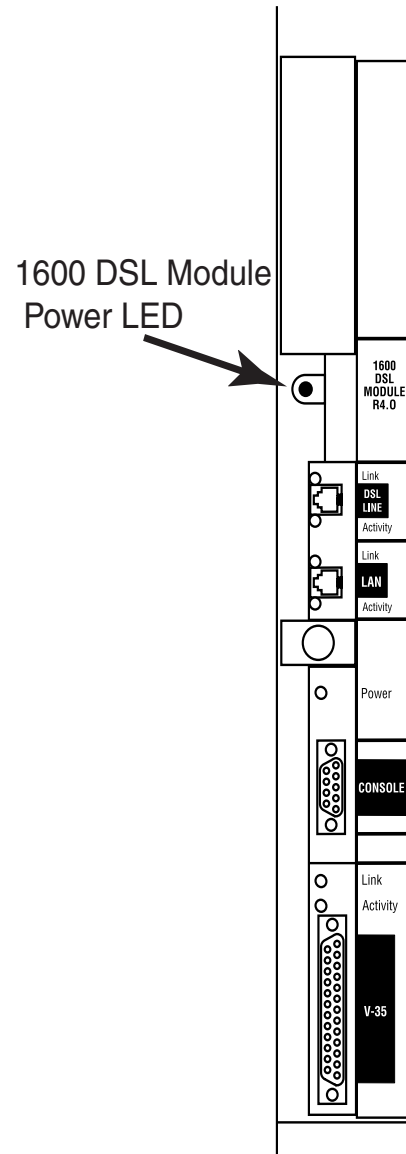 1600 DSL Module
Power LED
1600
DSL
MODULE
R4.0
Link
DSL
LINE
Activity
Link
LAN
Activity
Power
CONSOLE
Link
Activity
V-35